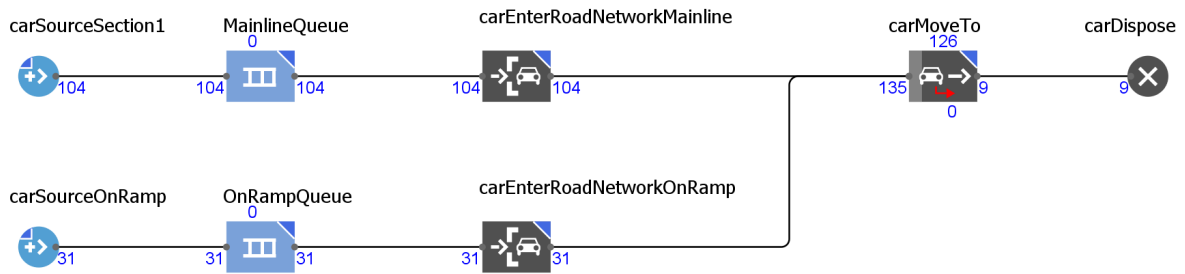 carSourceSection1
MainlineQueue
carEnterRoadNetworkMainline
carMoveTo
carDispose
0
126
104
104
104
104
104
135
9
9
0
carSourceOnRamp
OnRampQueue
carEnterRoadNetworkOnRamp
0
31
31
31
31
31